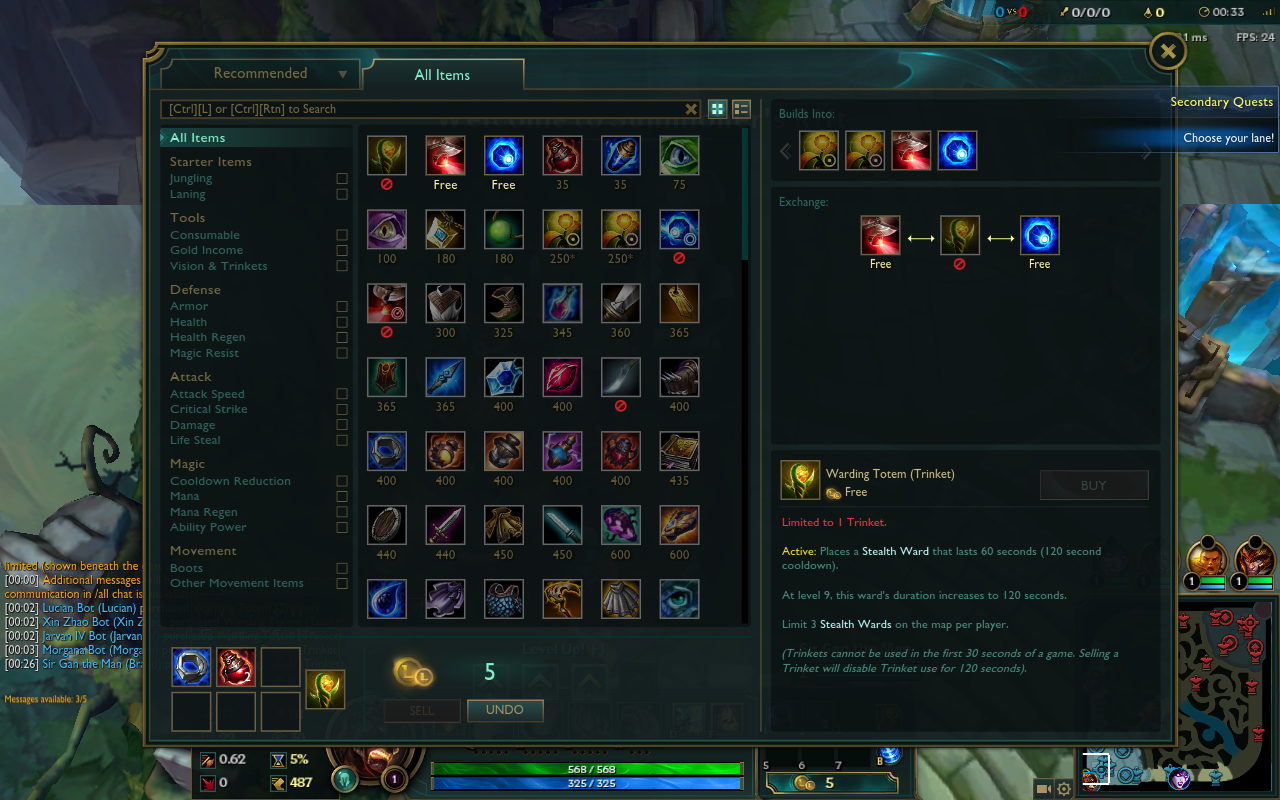 0 vs 0
0/0/0
0
00:33
1 ms
FPS: 24
Recommended
All Items
[Ctrl][L] or [Ctrl][Rtn] to Search
All Items
Starter Items
Jungling
Laning
Tools
Consumable
Gold Income
Vision & Trinkets
Defense
Armor
Health
Health Regen
Magic Resist
Attack
Attack Speed
Critical Strike
Damage
Life Steal
Magic
Cooldown Reduction
Mana
Mana Regen
Ability Power
Movement
Boots
Other Movement Items
Free Free 35 35 75
100 180 180 250* 250*
300 325 345 360 365
365 365 400 400 400
400 400 400 400 400 435
440 440 450 450 600 600
Builds Into:
Exchange:
Free
Free
Secondary Quests
Choose your lane!
Warding Totem (Trinket)
Free
BUY
Limited to 1 Trinket.
Active: Places a Stealth Ward that lasts 60 seconds (120 second
cooldown).
At level 9, this ward's duration increases to 120 seconds.
Limit 3 Stealth Wards on the map per player.
(Trinkets cannot be used in the first 30 seconds of a game. Selling a
Trinket will disable Trinket use for 120 seconds).
limited (shown beneath the
[00:00] Additional messages
communication in /all chat is
[00:02] Lucian Bot (Lucian)
[00:02] Xin Zhao Bot (Xin Z
[00:02] Jarvan IV Bot (Jarvan
[00:03] Morgana Bot (Morga
[00:26] Sir Gan the Man (Br
Messages available: 3/5
2
5
SELL
UNDO
0.62
5%
0
487
1
568 / 568
325 / 325
5 6 7
B
5
1
1